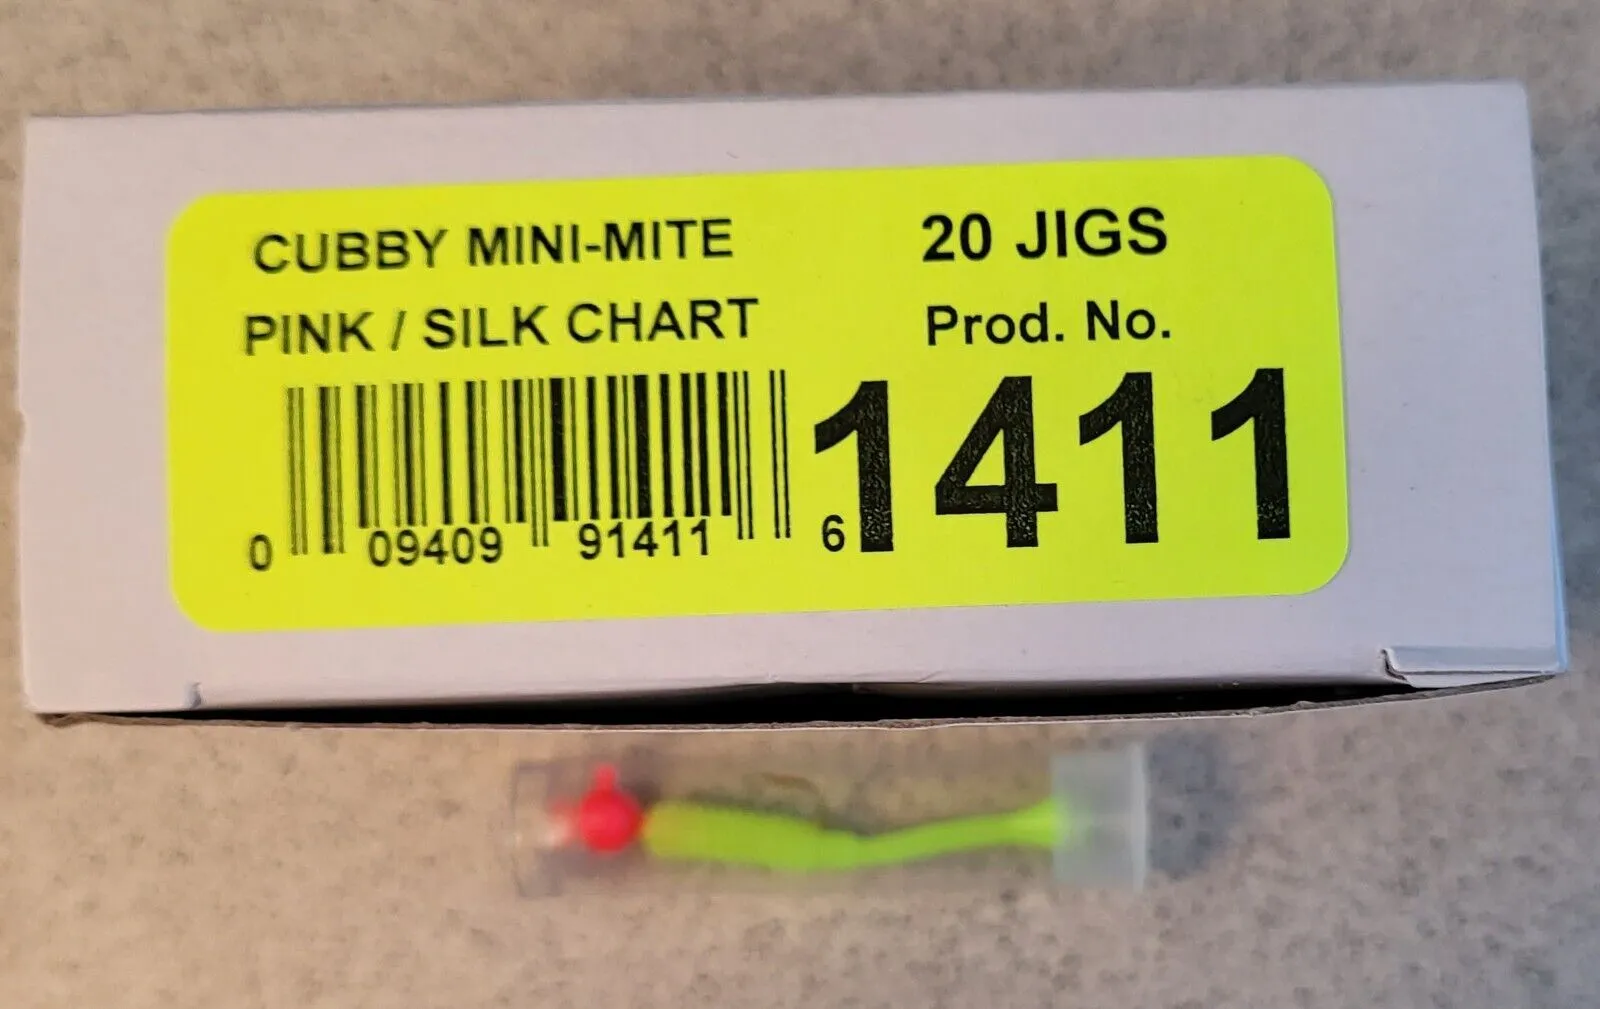 CUBBY MINI-MITE
PINK / SILK CHART
20 JIGS
Prod. No.
1411
0 09409 91411 6